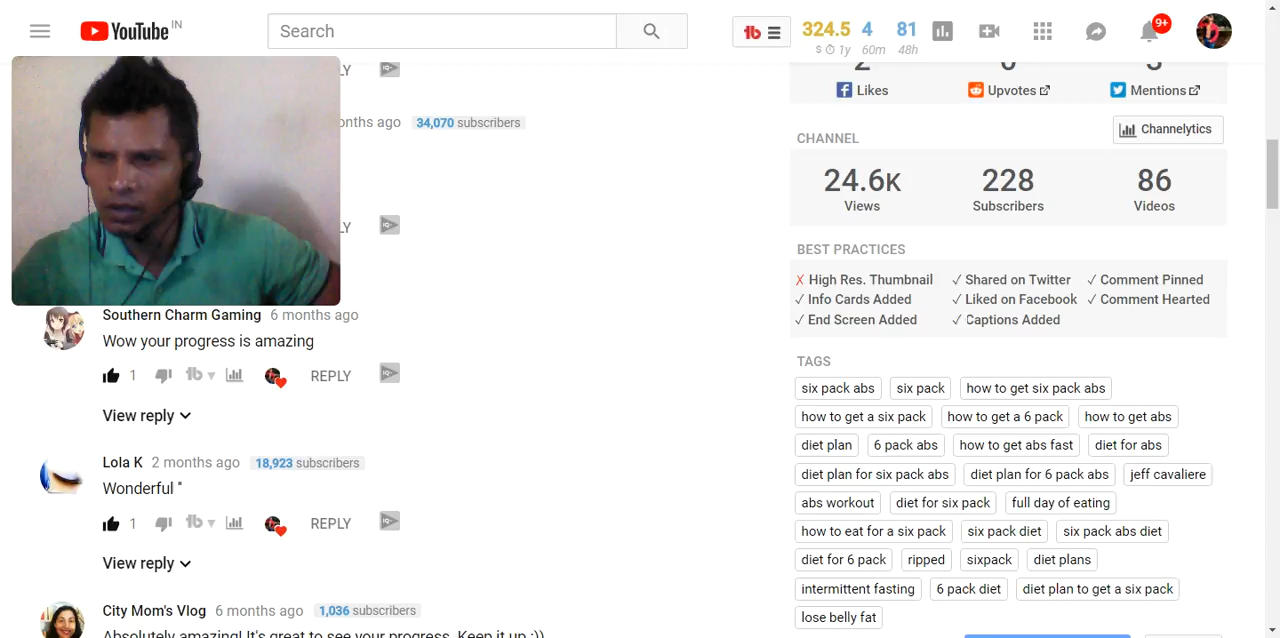 YouTube IN
Search
tb
324.5 4 81
$ 1y 60m 48h
9+
LY
onths ago 34,070 subscribers
LY
Southern Charm Gaming 6 months ago
Wow your progress is amazing
1 tb REPLY IQ
View reply
Lola K 2 months ago 18,923 subscribers
Wonderful "
1 tb REPLY IQ
View reply
City Mom's Vlog 6 months ago 1,036 subscribers
Absolutely amazing! It's great to see your progress. Keep it up :))
Likes Upvotes Mentions
CHANNEL Channelytics
24.6K 228 86
Views Subscribers Videos
BEST PRACTICES
✗ High Res. Thumbnail ✓ Shared on Twitter ✓ Comment Pinned
✓ Info Cards Added ✓ Liked on Facebook ✓ Comment Hearted
✓ End Screen Added ✓ Captions Added
TAGS
six pack abs six pack how to get six pack abs
how to get a six pack how to get a 6 pack how to get abs
diet plan 6 pack abs how to get abs fast diet for abs
diet plan for six pack abs diet plan for 6 pack abs jeff cavaliere
abs workout diet for six pack full day of eating
how to eat for a six pack six pack diet six pack abs diet
diet for 6 pack ripped sixpack diet plans
intermittent fasting 6 pack diet diet plan to get a six pack
lose belly fat